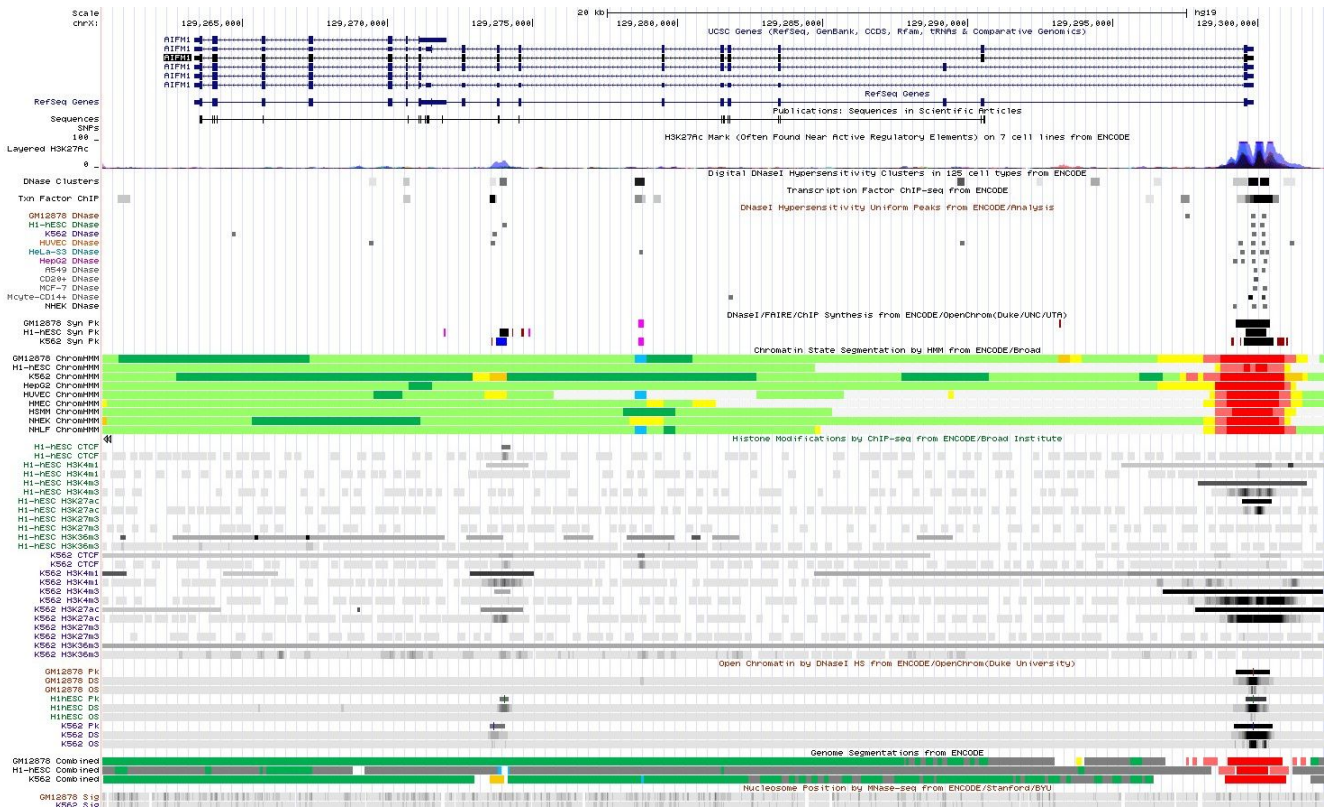 Scale 20 kb hg19
chrX: 129,265,000 129,270,000 129,275,000 129,280,000 129,285,000 129,290,000 129,295,000 129,300,000
UCSC Genes (RefSeq, GenBank, CCDS, Rfam, tRNAs & Comparative Genomics)
AIFM1
AIFM1
AIFM1
AIFM1
AIFM1
AIFM1
RefSeq Genes
RefSeq Genes
Publications: Sequences in Scientific Articles
Sequences
SNPs
H3K27Ac Mark (Often Found Near Active Regulatory Elements) on 7 cell lines from ENCODE
100
Layered H3K27Ac
0
Digital DNaseI Hypersensitivity Clusters in 125 cell types from ENCODE
DNase Clusters
Transcription Factor ChIP-seq from ENCODE
Txn Factor ChIP
DNaseI Hypersensitivity Uniform Peaks from ENCODE/Analysis
GM12878 DNase
H1-hESC DNase
K562 DNase
HUVEC DNase
HeLa-S3 DNase
HepG2 DNase
A549 DNase
CD20+ DNase
MCF-7 DNase
Mcyte-CD14+ DNase
NHEK DNase
DNaseI/FAIRE/ChIP Synthesis from ENCODE/OpenChrom(Duke/UNC/UTA)
GM12878 Syn Pk
H1-hESC Syn Pk
K562 Syn Pk
Chromatin State Segmentation by HMM from ENCODE/Broad
GM12878 ChromHMM
H1-hESC ChromHMM
K562 ChromHMM
HepG2 ChromHMM
HUVEC ChromHMM
HMEC ChromHMM
HSMM ChromHMM
NHEK ChromHMM
NHLF ChromHMM
Histone Modifications by ChIP-seq from ENCODE/Broad Institute
H1-hESC CTCF
H1-hESC CTCF
H1-hESC H3K4m1
H1-hESC H3K4m1
H1-hESC H3K4m3
H1-hESC H3K4m3
H1-hESC H3K27ac
H1-hESC H3K27ac
H1-hESC H3K27m3
H1-hESC H3K27m3
H1-hESC H3K36m3
H1-hESC H3K36m3
K562 CTCF
K562 CTCF
K562 H3K4m1
K562 H3K4m1
K562 H3K4m3
K562 H3K4m3
K562 H3K27ac
K562 H3K27ac
K562 H3K27m3
K562 H3K27m3
K562 H3K36m3
K562 H3K36m3
Open Chromatin by DNaseI HS from ENCODE/OpenChrom(Duke University)
GM12878 Pk
GM12878 DS
GM12878 OS
H1hESC Pk
H1hESC DS
H1hESC OS
K562 Pk
K562 DS
K562 OS
Genome Segmentations from ENCODE
GM12878 Combined
H1-hESC Combined
K562 Combined
Nucleosome Position by MNase-seq from ENCODE/Stanford/BYU
GM12878 Sig
K562 Sig